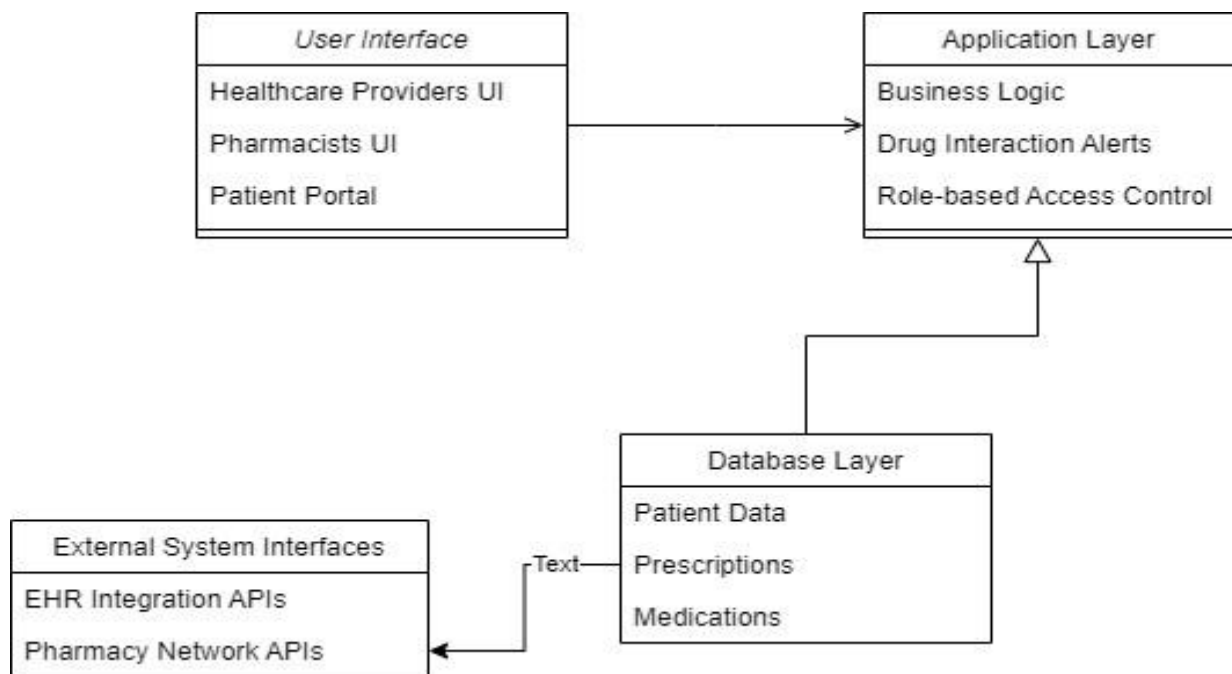 User Interface
Healthcare Providers UI
Pharmacists UI
Patient Portal
Application Layer
Business Logic
Drug Interaction Alerts
Role-based Access Control
Database Layer
Patient Data
Prescriptions
Medications
Text
External System Interfaces
EHR Integration APIs
Pharmacy Network APIs